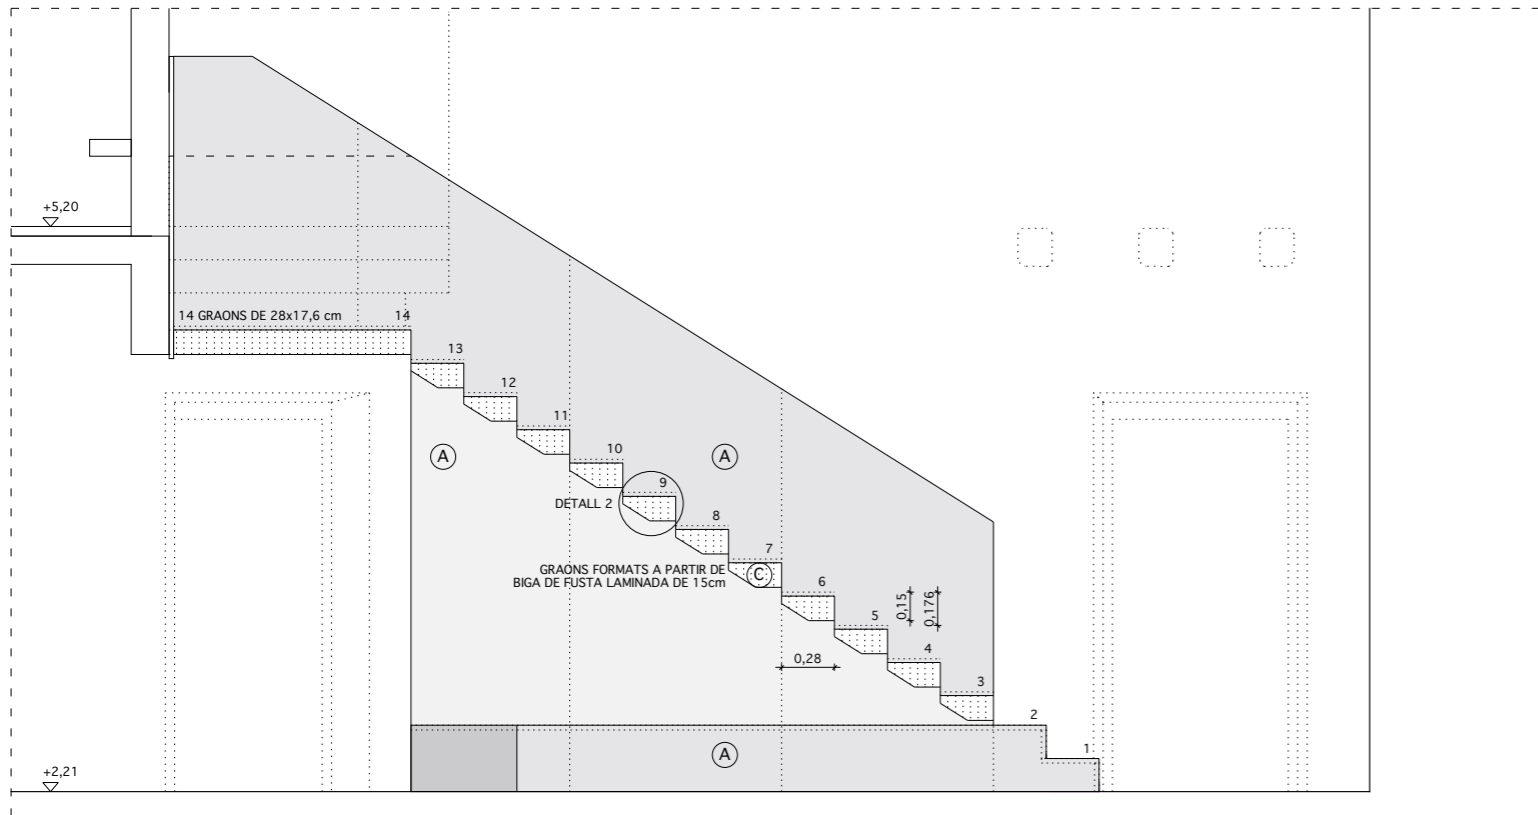 +5,20
14 GRAONS DE 28x17,6 cm
14
13
12
11
10
9
8
7
6
5
4
3
2
1
A
A
DETALL 2
GRAONS FORMATS A PARTIR DE
BIGA DE FUSTA LAMINADA DE 15cm
C
0,15
0,176
0,28
A
+2,21